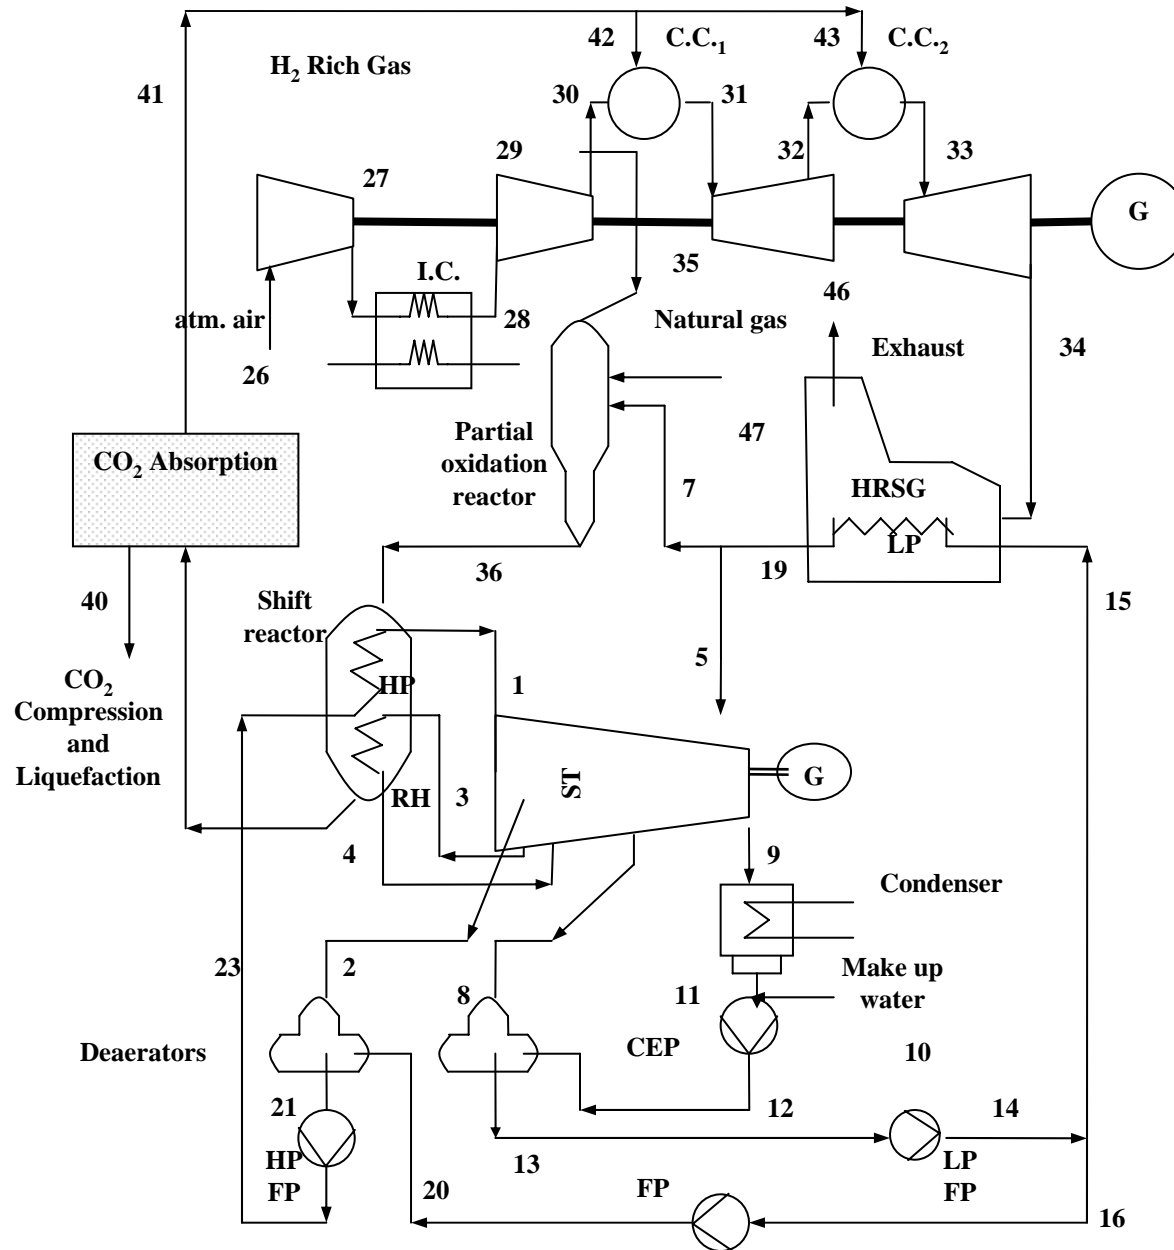 42
C.C.1
43
C.C.2
H2 Rich Gas
41
30
31
29
32
33
27
G
35
I.C.
46
atm. air
28
Natural gas
Exhaust
34
26
Partial
oxidation
reactor
47
CO2 Absorption
7
HRSG
LP
36
19
40
15
Shift
reactor
5
CO2
Compression
and
Liquefaction
HP
1
ST
G
RH
3
4
9
Condenser
23
2
8
11
Make up
water
Deaerators
CEP
10
21
12
14
HP
FP
13
LP
FP
20
FP
16